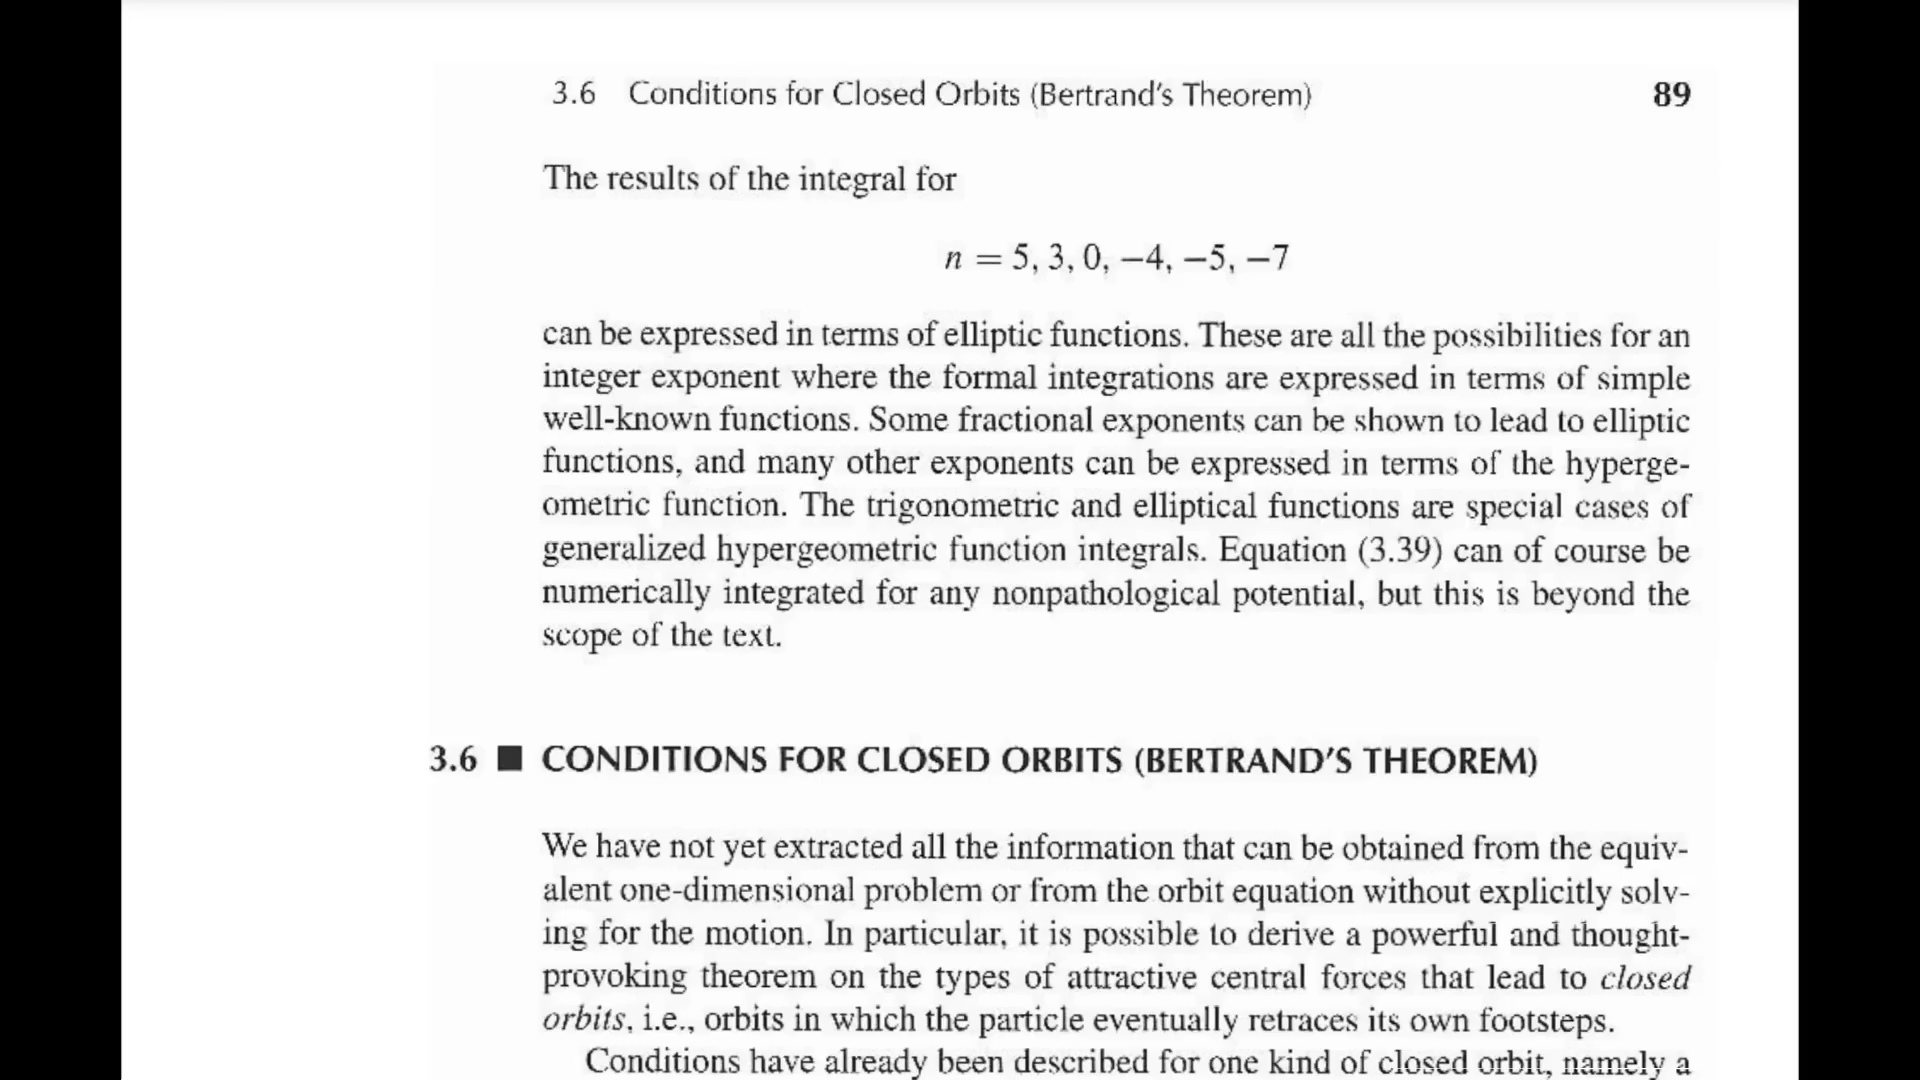 3.6 Conditions for Closed Orbits (Bertrand's Theorem) 89
The results of the integral for
n = 5, 3, 0, −4, −5, −7
can be expressed in terms of elliptic functions. These are all the possibilities for an
integer exponent where the formal integrations are expressed in terms of simple
well-known functions. Some fractional exponents can be shown to lead to elliptic
functions, and many other exponents can be expressed in terms of the hyperge-
ometric function. The trigonometric and elliptical functions are special cases of
generalized hypergeometric function integrals. Equation (3.39) can of course be
numerically integrated for any nonpathological potential, but this is beyond the
scope of the text.
3.6 ■ CONDITIONS FOR CLOSED ORBITS (BERTRAND'S THEOREM)
We have not yet extracted all the information that can be obtained from the equiv-
alent one-dimensional problem or from the orbit equation without explicitly solv-
ing for the motion. In particular, it is possible to derive a powerful and thought-
provoking theorem on the types of attractive central forces that lead to closed
orbits, i.e., orbits in which the particle eventually retraces its own footsteps.
Conditions have already been described for one kind of closed orbit, namely a